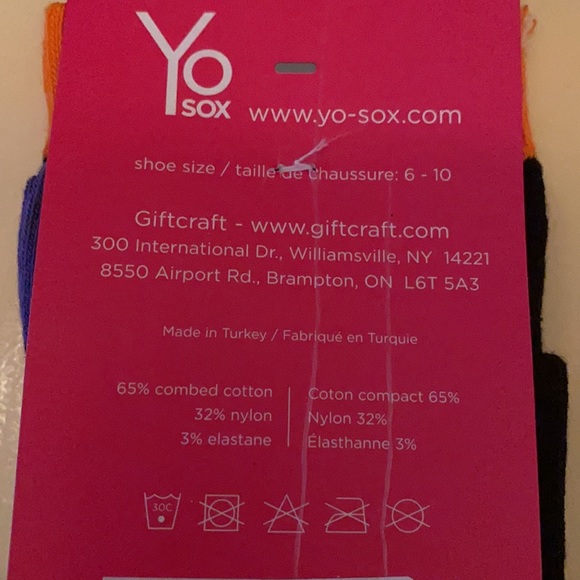 Yo
SOX
www.yo-sox.com
shoe size / taille de chaussure: 6 - 10
Giftcraft - www.giftcraft.com
300 International Dr., Williamsville, NY 14221
8550 Airport Rd., Brampton, ON L6T 5A3
Made in Turkey / Fabriqué en Turquie
65% combed cotton
32% nylon
3% elastane
Coton compact 65%
Nylon 32%
Élasthanne 3%
30C